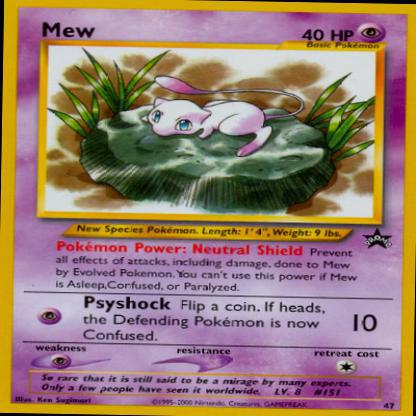 Mew
40 HP
Basic Pokémon
New Species Pokémon. Length: 1' 4", Weight: 9 lbs.
Pokémon Power: Neutral Shield Prevent
all effects of attacks, including damage, done to Mew
by Evolved Pokemon. You can't use this power if Mew
is Asleep, Confused, or Paralyzed.
PROMO
Psyshock Flip a coin. If heads,
the Defending Pokémon is now
Confused.
10
weakness
resistance
retreat cost
So rare that it is still said to be a mirage by many experts.
Only a few people have seen it worldwide. LV. 8 #151
Illus. Ken Sugimori
©1995-2000 Nintendo, Creatures, GAMEFREAK.
47